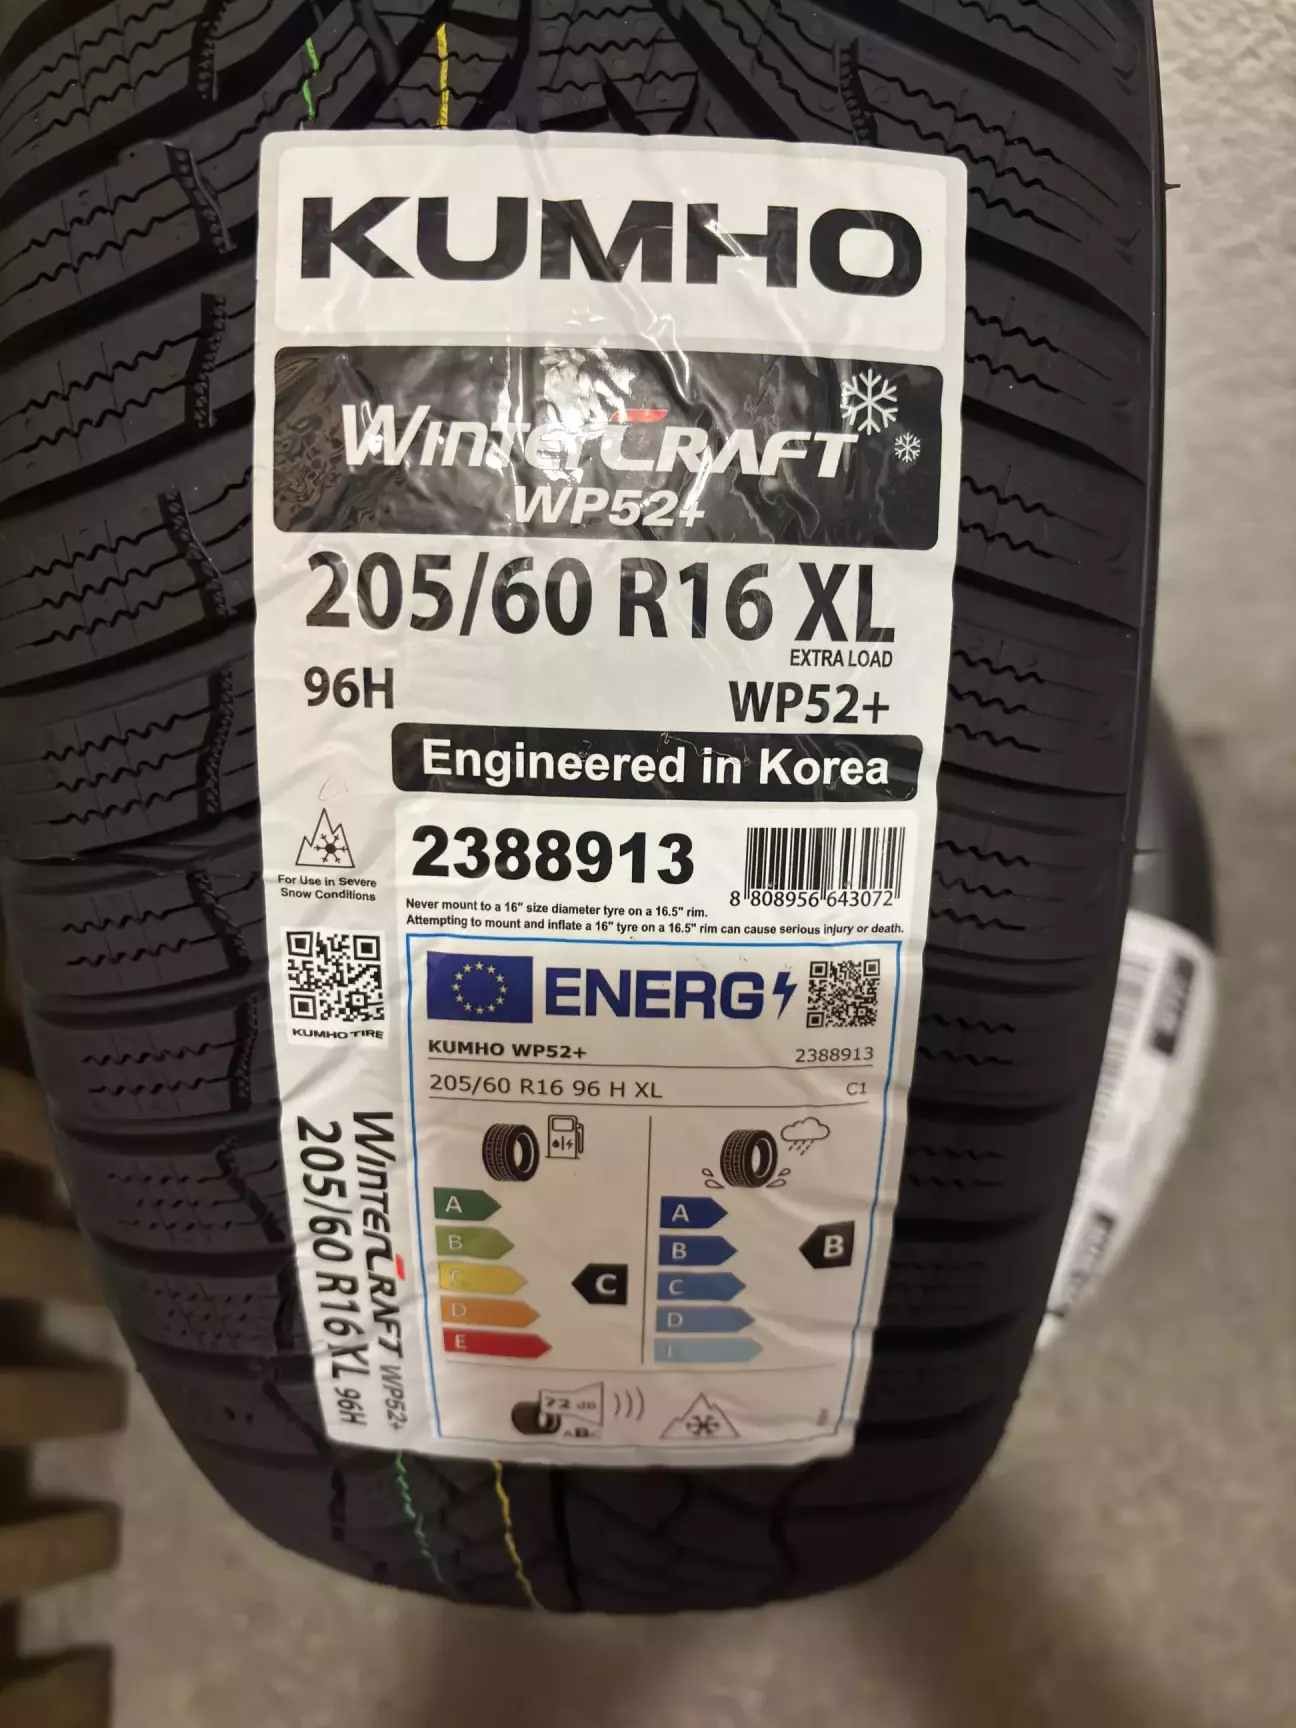 KUMHO
WINTERCRAFT
WP52+
205/60 R16 XL
EXTRA LOAD
96H
WP52+
Engineered in Korea
2388913
8 808956 643072
For Use in Severe
Snow Conditions
Never mount to a 16" size diameter tyre on a 16.5" rim.
Attempting to mount and inflate a 16" tyre on a 16.5" rim can cause serious injury or death.
KUMHO TIRE
ENERG
KUMHO WP52+
2388913
205/60 R16 96 H XL
C1
A
B
C
D
E
C
A
B
C
D
E
B
72 dB
ABC
WINTERCRAFT WP52+
205/60 R16 XL 96H